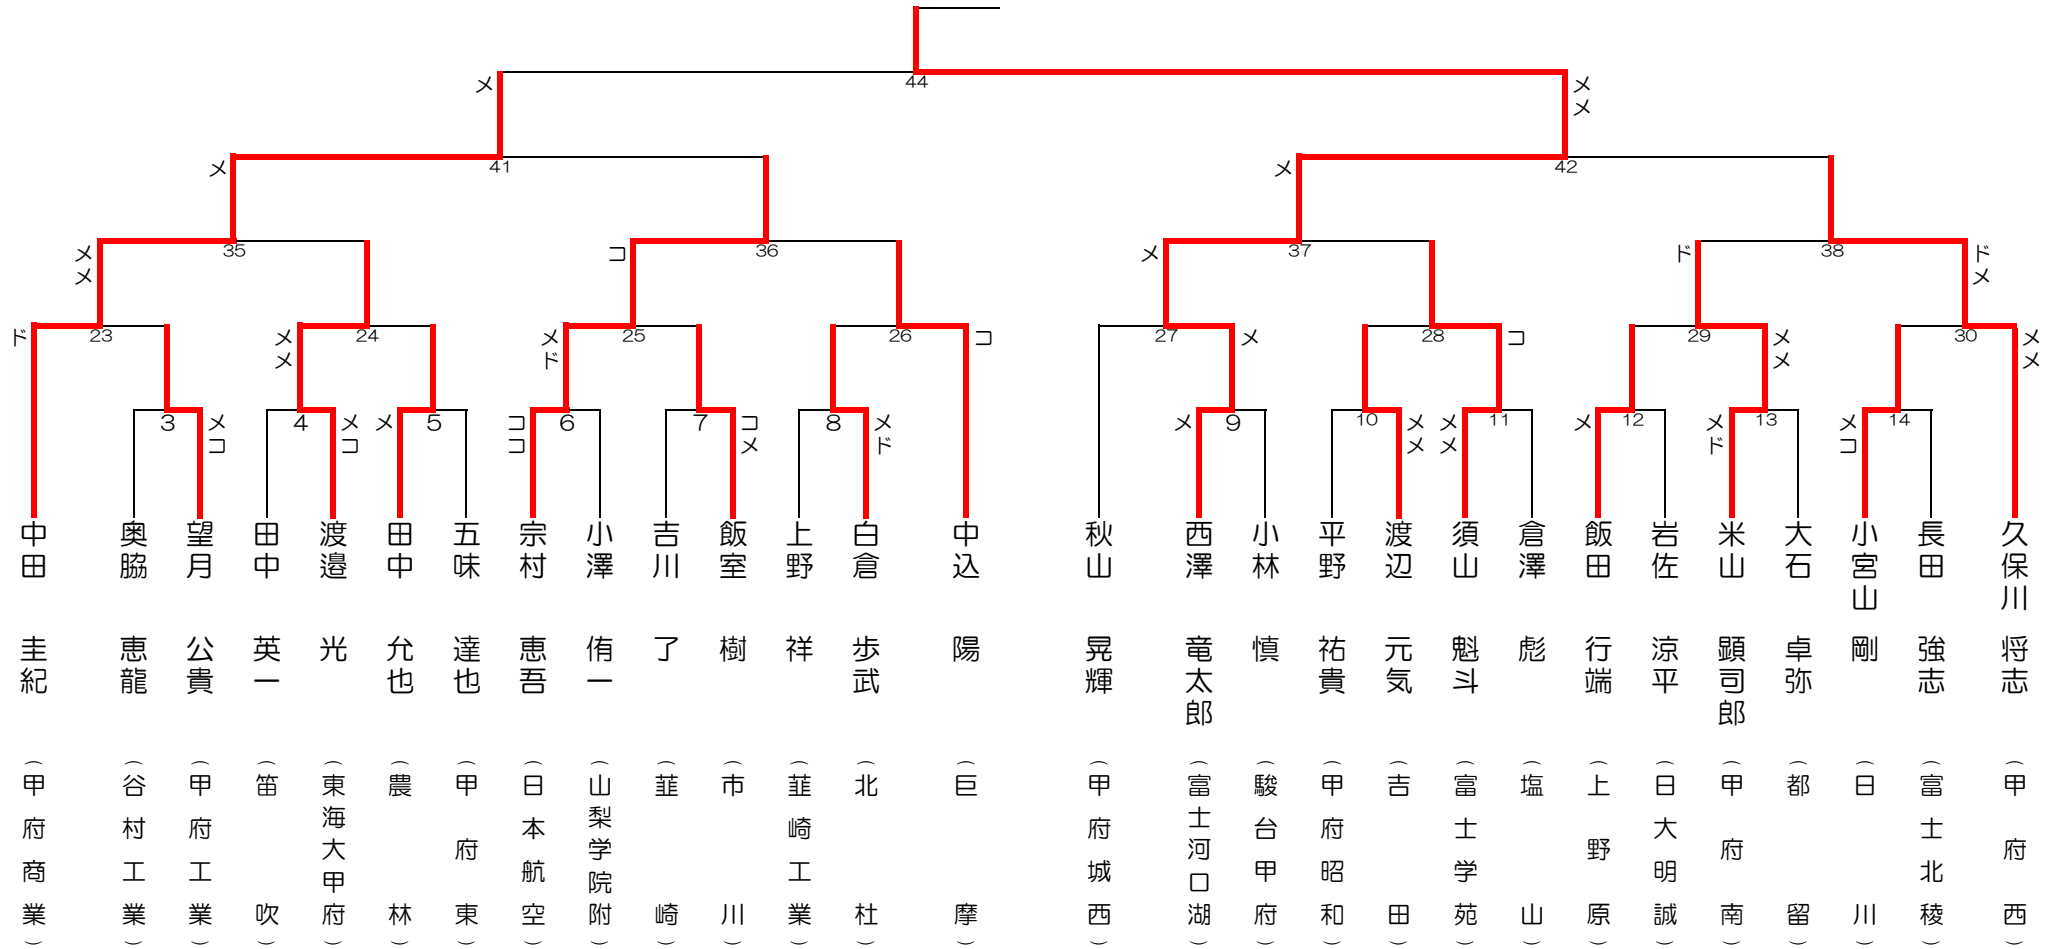 44
メ
メメ
41
42
メ
メ
35
36
37
38
メメ
コ
メ
ド
ドメ
23
24
25
26
27
28
29
30
ド
メメ
メド
コ
メ
コ
メメ
メメ
3
4
5
6
7
8
9
10
11
12
13
14
メコ
メコ
メ
ココ
コメ
メド
メ
メメ
メメ
メ
メド
メコ
中田 圭紀 (甲府商業)
奥脇 恵龍 (谷村工業)
望月 公貴 (甲府工業)
田中 英一 (笛吹)
渡邉 光 (東海大甲府)
田中 允也 (農林)
五味 達也 (甲府東)
宗村 恵吾 (日本航空)
小澤 侑一 (山梨学院附)
吉川 了 (韮崎)
飯室 樹 (市川)
上野 祥 (韮崎工業)
白倉 歩武 (北杜)
中込 陽 (巨摩)
秋山 晃輝 (甲府城西)
西澤 竜太郎 (富士河口湖)
小林 慎 (駿台甲府)
平野 祐貴 (甲府昭和)
渡辺 元気 (吉田)
須山 魁斗 (富士学苑)
倉澤 彪 (塩山)
飯田 行端 (上野原)
岩佐 涼平 (日大明誠)
米山 顕司郎 (甲府南)
大石 卓弥 (都留)
小宮山 剛 (日川)
長田 強志 (富士北稜)
久保川 将志 (甲府西)